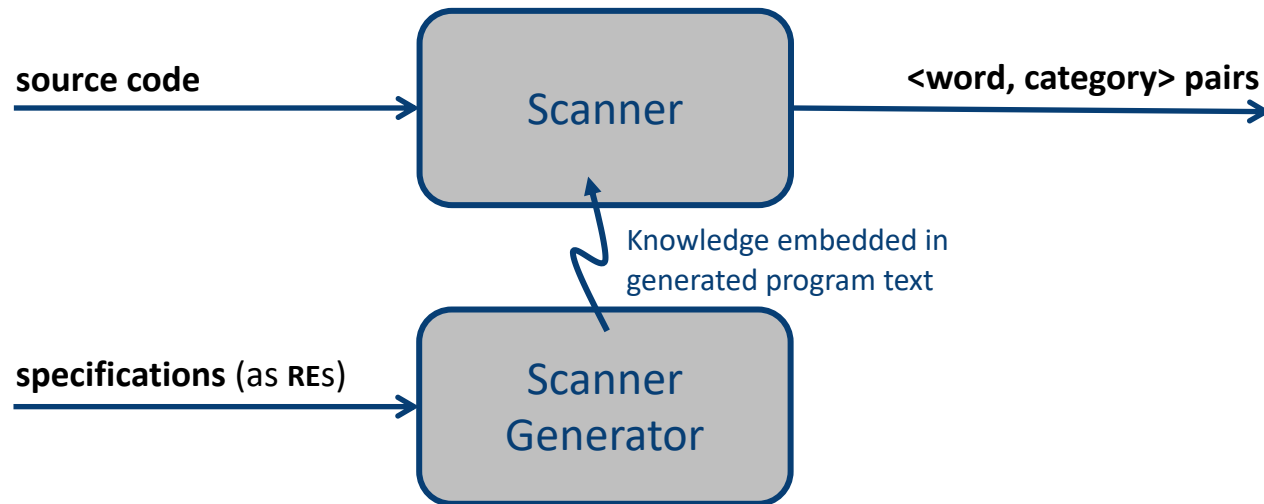 source code
Scanner
<word, category> pairs
Knowledge embedded in
generated program text
specifications (as REs)
Scanner
Generator